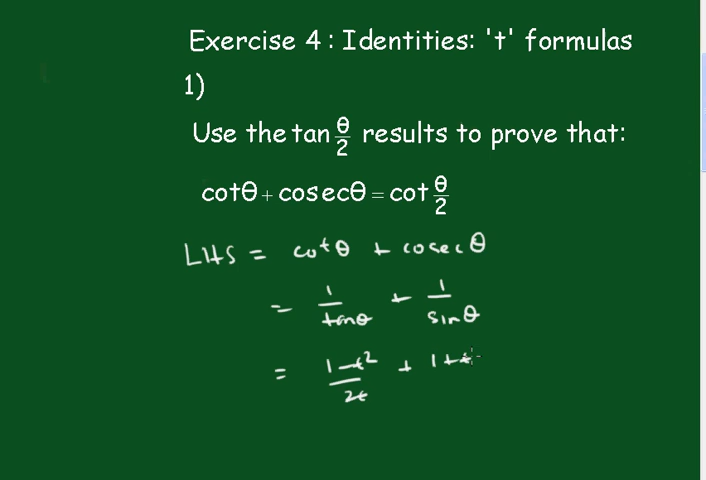 Exercise 4 : Identities: 't' formulas
1)
Use the tan θ/2 results to prove that:
cotθ + cosecθ = cot θ/2
LHS = cotθ + cosecθ
= 1/tanθ + 1/sinθ
= 1-t²/2t + 1+t